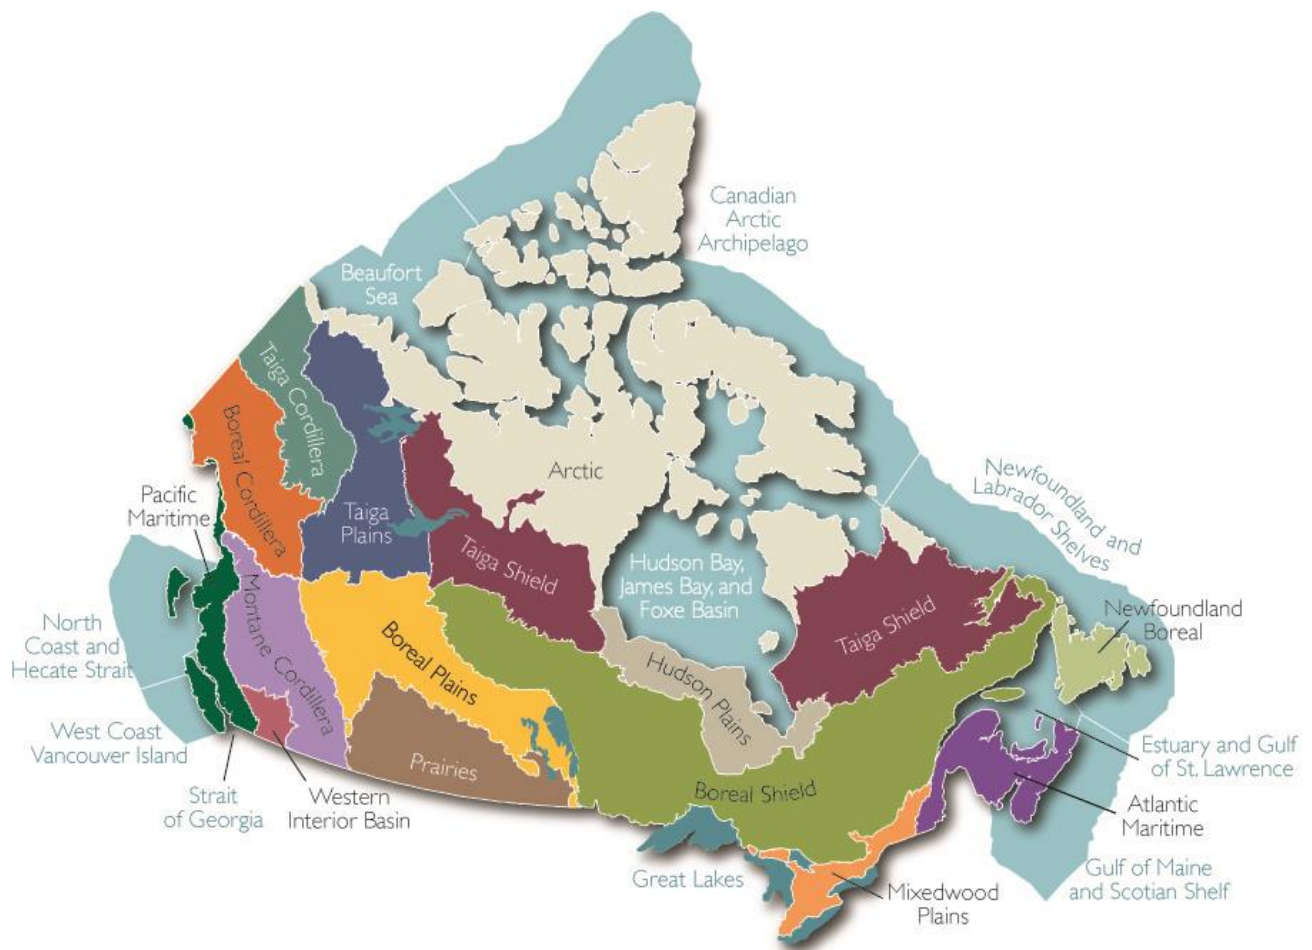 Canadian
Arctic
Archipelago
Beaufort
Sea
Taiga Cordillera
Boreal Cordillera
Arctic
Newfoundland and
Labrador Shelves
Pacific
Maritime
Taiga
Plains
Taiga Shield
Hudson Bay,
James Bay, and
Foxe Basin
Taiga Shield
Newfoundland
Boreal
North
Coast and
Hecate Strait
Montane Cordillera
Boreal Plains
Hudson Plains
West Coast
Vancouver Island
Prairies
Boreal Shield
Estuary and Gulf
of St. Lawrence
Strait
of Georgia
Western
Interior Basin
Atlantic
Maritime
Great Lakes
Mixedwood
Plains
Gulf of Maine
and Scotian Shelf